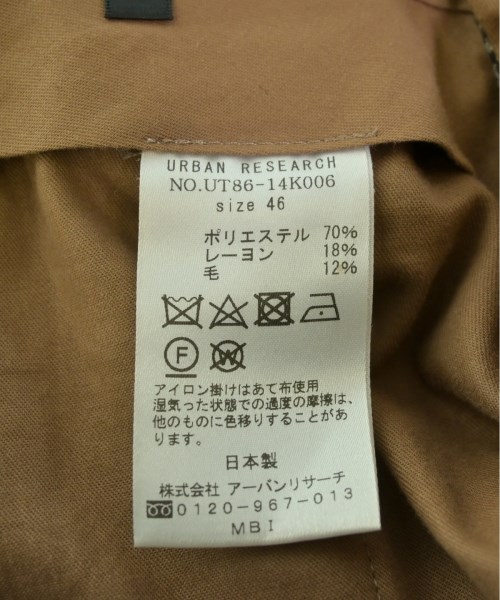 URBAN RESEARCH
NO.UT86-14K006
size 46
ポリエステル 70%
レーヨン 18%
毛 12%
F W
アイロン掛けはあて布使用
湿気った状態での過度の摩擦は、
他のものに色移りすることがあ
ります。
日本製
株式会社 アーバンリサーチ
0120-967-013
MBI